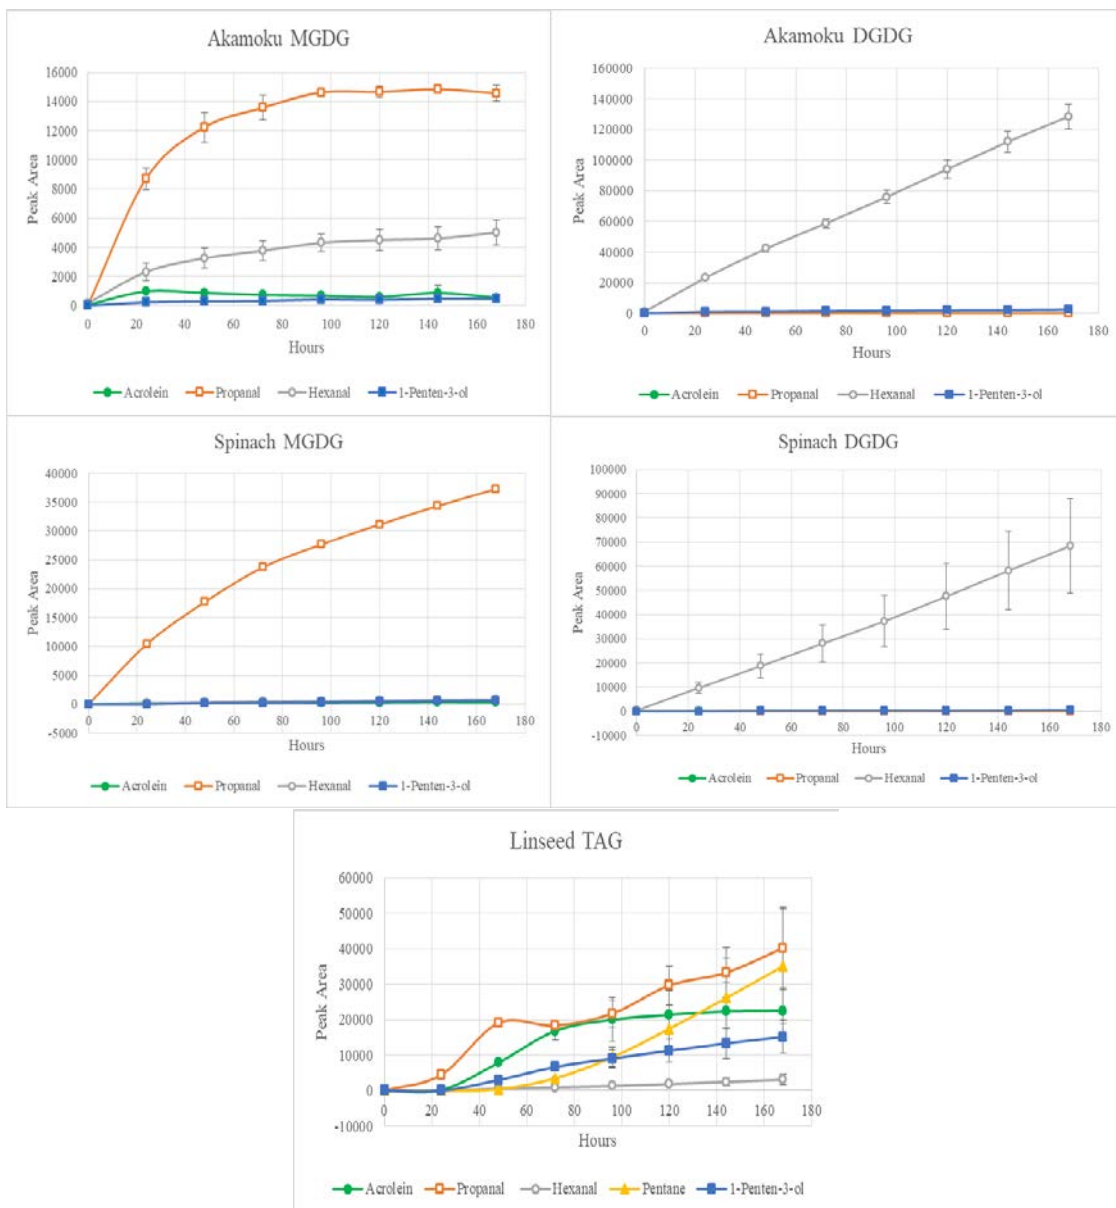 Akamoku MGDG
16000
14000
12000
10000
8000
6000
4000
2000
0
Peak Area
0 20 40 60 80 100 120 140 160 180
Hours
Acrolein Propanal Hexanal 1-Penten-3-ol
Akamoku DGDG
160000
140000
120000
100000
80000
60000
40000
20000
0
Peak Area
0 20 40 60 80 100 120 140 160 180
Hours
Acrolein Propanal Hexanal 1-Penten-3-ol
Spinach MGDG
40000
35000
30000
25000
20000
15000
10000
5000
0
-5000
Peak Area
0 20 40 60 80 100 120 140 160 180
Hours
Acrolein Propanal Hexanal 1-Penten-3-ol
Spinach DGDG
100000
90000
80000
70000
60000
50000
40000
30000
20000
10000
0
-10000
Peak Area
0 20 40 60 80 100 120 140 160 180
Hours
Acrolein Propanal Hexanal 1-Penten-3-ol
Linseed TAG
60000
50000
40000
30000
20000
10000
0
-10000
Peak Area
0 20 40 60 80 100 120 140 160 180
Hours
Acrolein Propanal Hexanal Pentane 1-Penten-3-ol